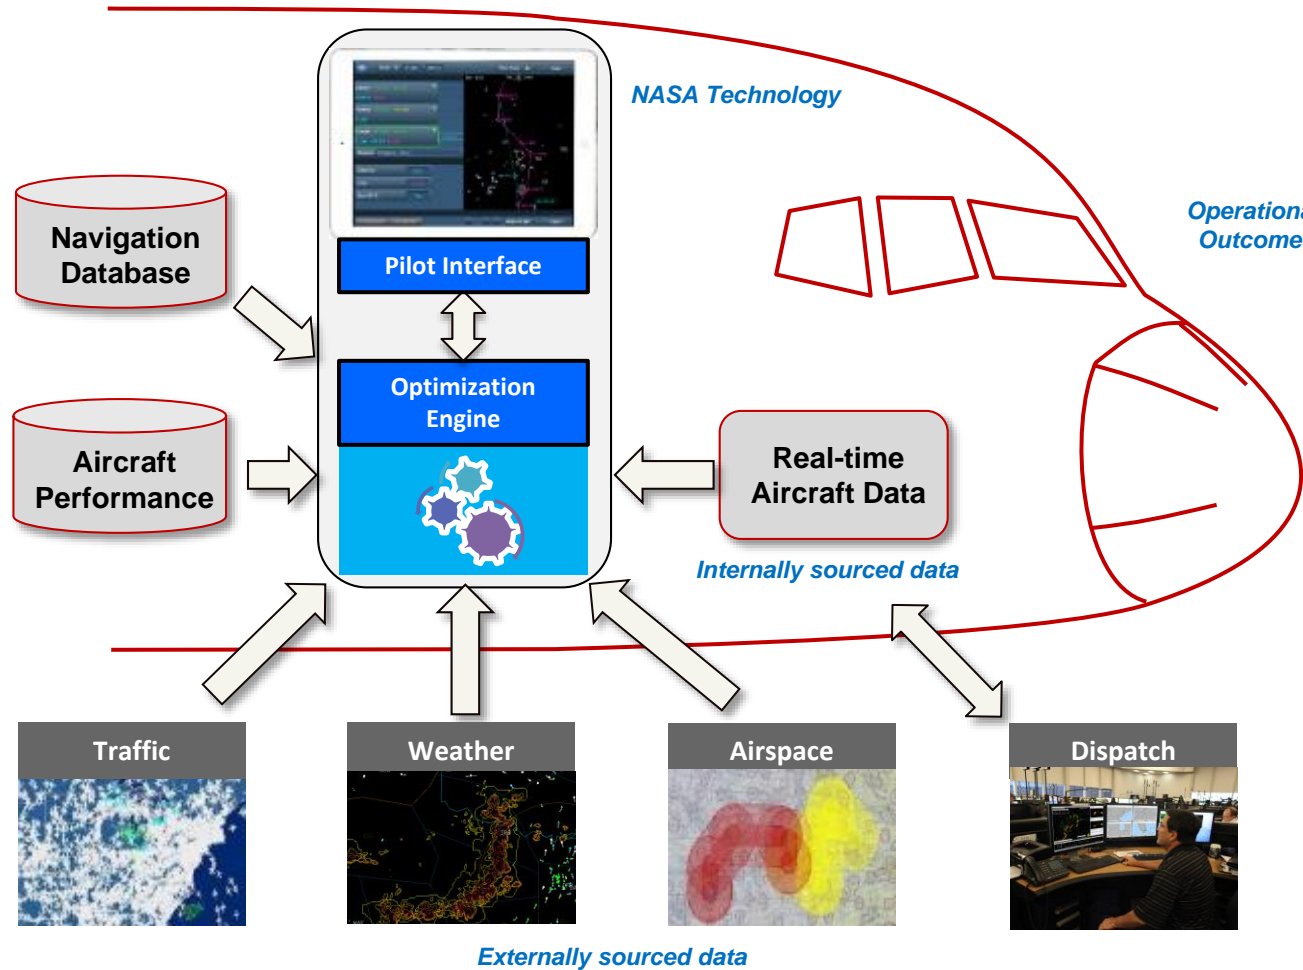 NASA Technology
Navigation
Database
Pilot Interface
Operationa
Outcome
Optimization
Engine
Aircraft
Performance
Real-time
Aircraft Data
Internally sourced data
Traffic
Weather
Airspace
Dispatch
Externally sourced data